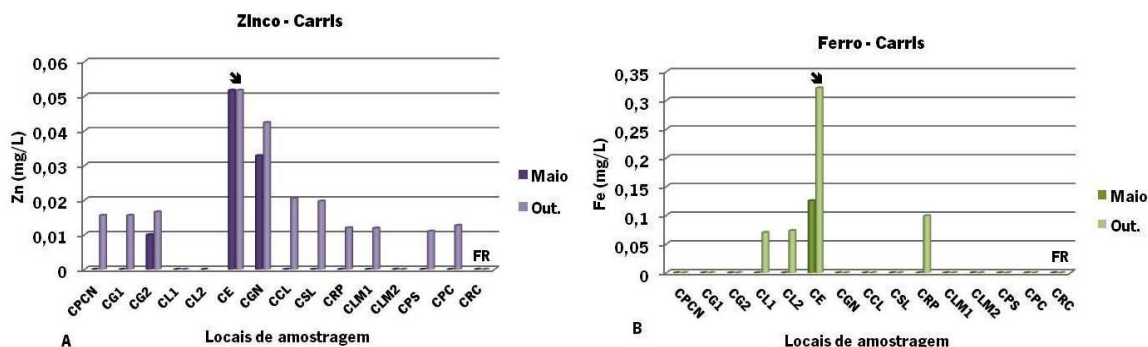 Zinco - Carris
Zn (mg/L)
0,06
0,05
0,04
0,03
0,02
0,01
0
CPCN
CG1
CG2
CL1
CL2
CE
CGN
CCL
CSL
CRP
CLM1
CLM2
CPS
CPC
CRC
FR
Maio
Out.
A
Locais de amostragem
Ferro - Carris
Fe (mg/L)
0,35
0,3
0,25
0,2
0,15
0,1
0,05
0
CPCN
CG1
CG2
CL1
CL2
CE
CGN
CCL
CSL
CRP
CLM1
CLM2
CPS
CPC
CRC
FR
Maio
Out.
B
Locais de amostragem